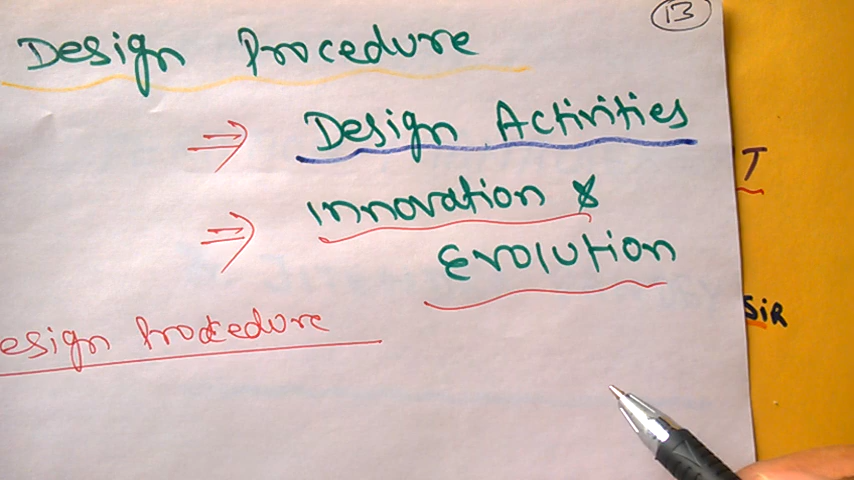 13
Design Procedure
⇒ Design Activities
T
⇒ Innovation &
Evolution
SiR
esign Procedure